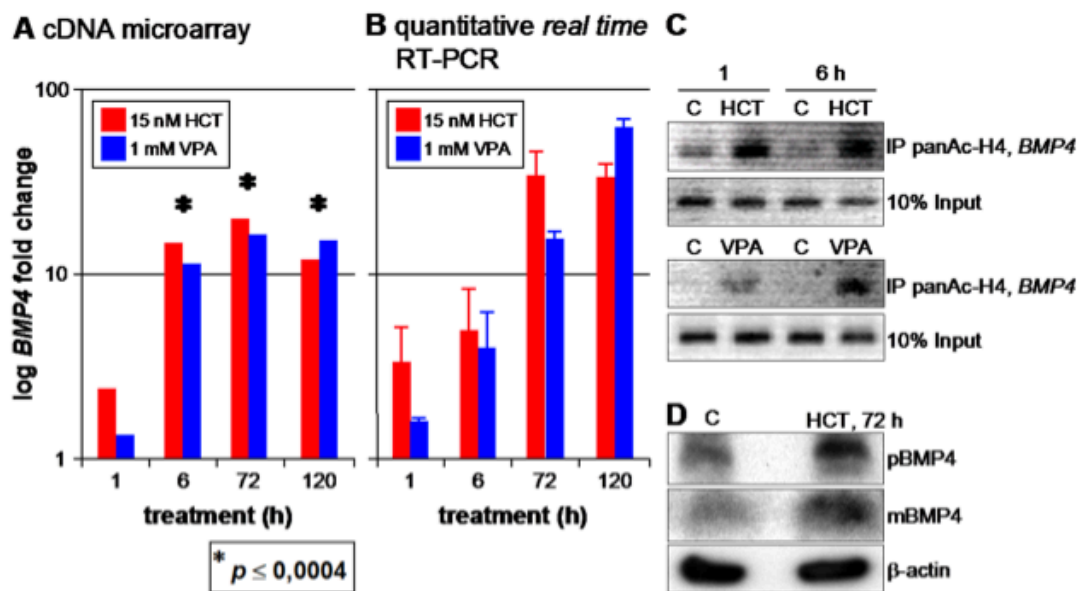 A cDNA microarray
B quantitative real time
RT-PCR
C
1 6 h
C HCT C HCT
IP panAc-H4, BMP4
10% Input
C VPA C VPA
IP panAc-H4, BMP4
10% Input
D C HCT, 72 h
pBMP4
mBMP4
β-actin
log BMP4 fold change
100
10
1
15 nM HCT
1 mM VPA
* * *
1 6 72 120
treatment (h)
* p ≤ 0,0004
15 nM HCT
1 mM VPA
1 6 72 120
treatment (h)